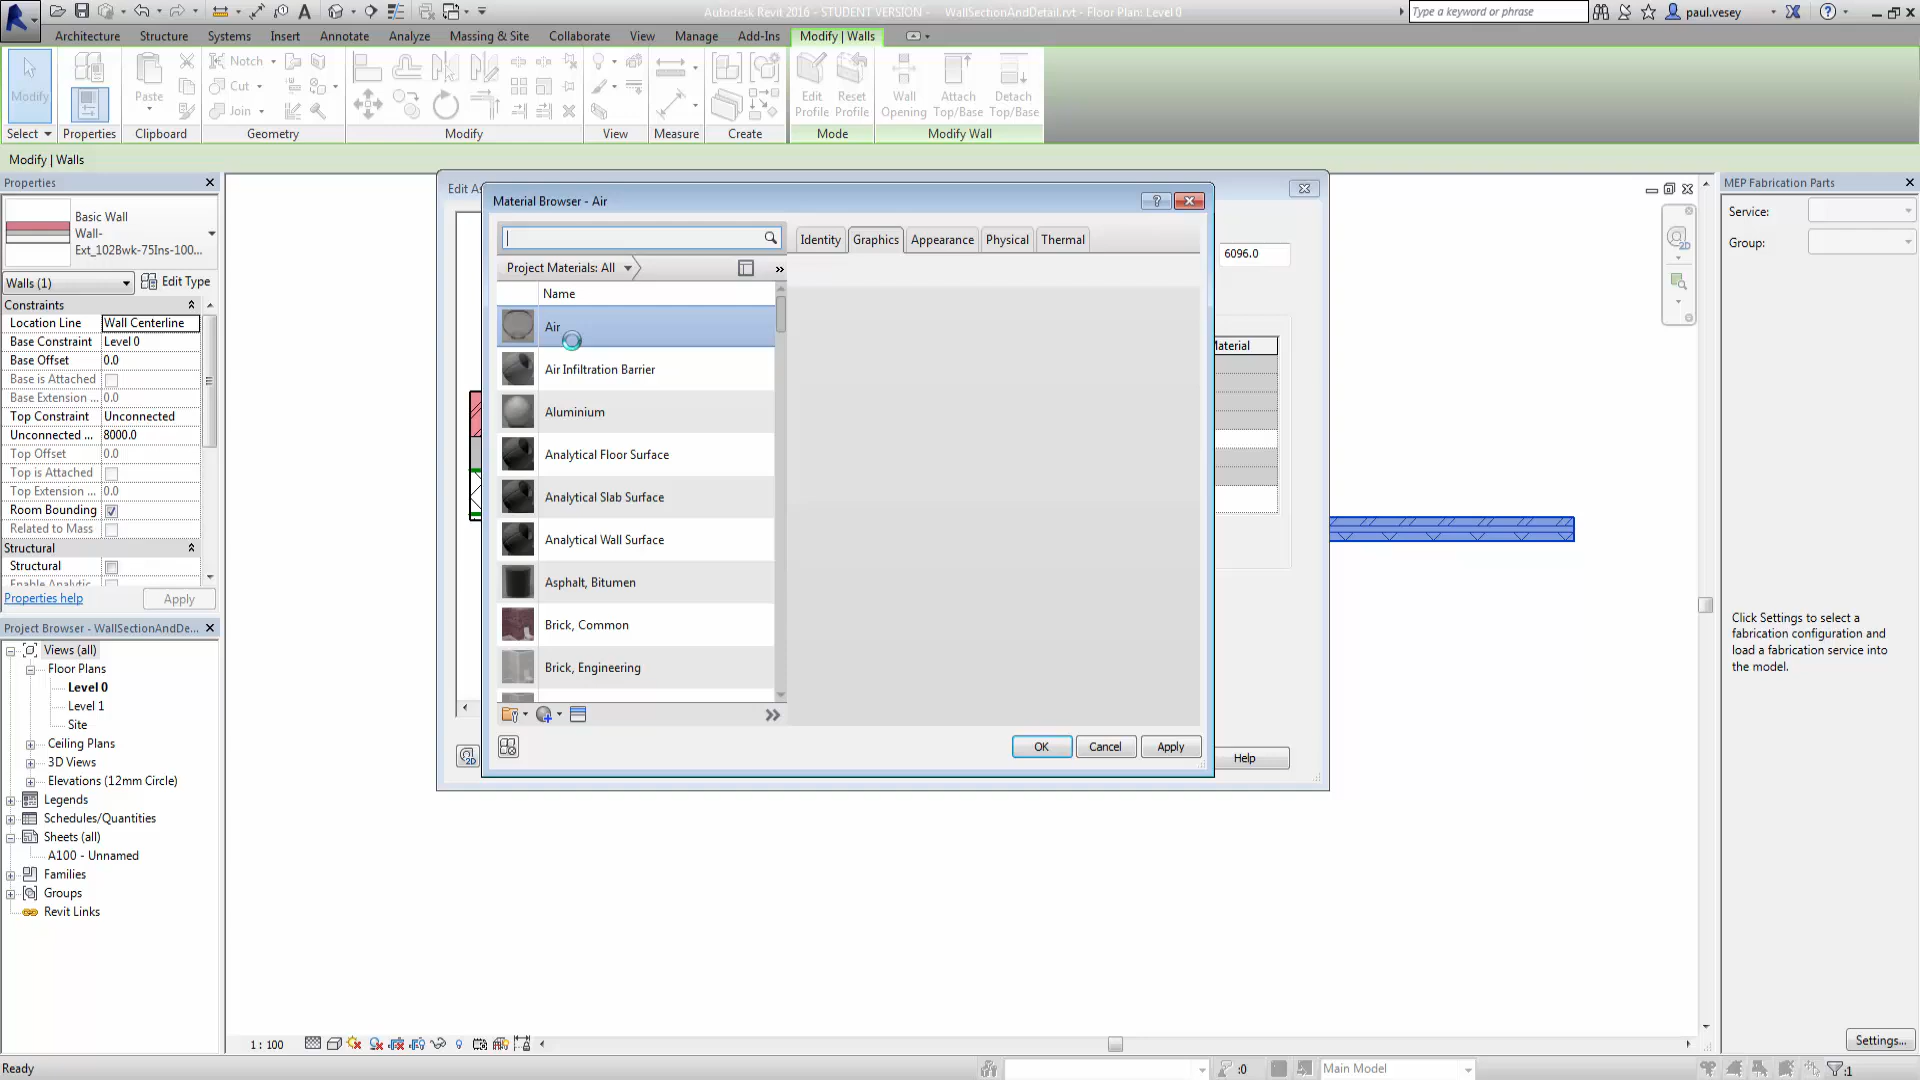 Autodesk Revit 2016 - STUDENT VERSION - WallSectionAndDetail.rvt - Floor Plan: Level 0
Type a keyword or phrase
paul.vesey
Architecture Structure Systems Insert Annotate Analyze Massing & Site Collaborate View Manage Add-Ins Modify | Walls
Modify
Paste
Notch
Cut
Join
Edit Profile
Reset Profile
Wall Opening
Attach Top/Base
Detach Top/Base
Select Properties Clipboard Geometry Modify View Measure Create Mode Modify Wall
Modify | Walls
Properties
Basic Wall
Wall-
Ext_102Bwk-75Ins-100...
Walls (1) Edit Type
Constraints
Location Line Wall Centerline
Base Constraint Level 0
Base Offset 0.0
Base is Attached
Base Extension ... 0.0
Top Constraint Unconnected
Unconnected ... 8000.0
Top Offset 0.0
Top is Attached
Top Extension ... 0.0
Room Bounding
Related to Mass
Structural
Structural
Enable Analytic
Properties help Apply
Project Browser - WallSectionAndDe...
Views (all)
Floor Plans
Level 0
Level 1
Site
Ceiling Plans
3D Views
Elevations (12mm Circle)
Legends
Schedules/Quantities
Sheets (all)
A100 - Unnamed
Families
Groups
Revit Links
Edit As
6096.0
Material
Help
Material Browser - Air
Project Materials: All
Name
Air
Air Infiltration Barrier
Aluminium
Analytical Floor Surface
Analytical Slab Surface
Analytical Wall Surface
Asphalt, Bitumen
Brick, Common
Brick, Engineering
Identity Graphics Appearance Physical Thermal
OK Cancel Apply
MEP Fabrication Parts
Service:
Group:
Click Settings to select a
fabrication configuration and
load a fabrication service into
the model.
Settings...
1 : 100
Ready
:0
Main Model
:1